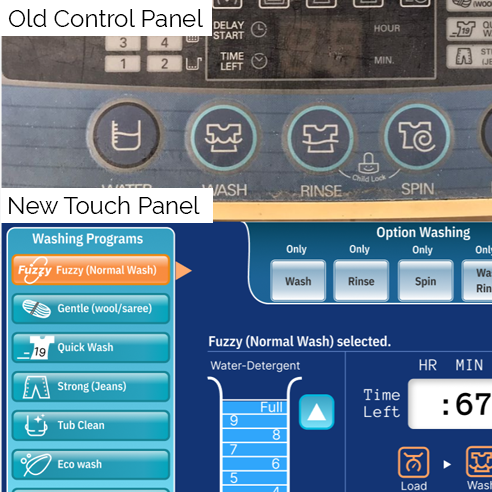 Old Control Panel
DELAY
START
HOUR
3 4
1 2
TIME
LEFT
MIN.
19
WATER
WASH
RINSE
Child Lock
SPIN
New Touch Panel
Washing Programs
Fuzzy Fuzzy (Normal Wash)
Gentle (wool/saree)
19 Quick Wash
Strong (Jeans)
Tub Clean
Eco wash
Option Washing
Only Only Only Only
Wash Rinse Spin
Fuzzy (Normal Wash) selected.
Water-Detergent
Full
9
8
7
6
5
4
HR MIN
Time
Left
:67
Load
Wash